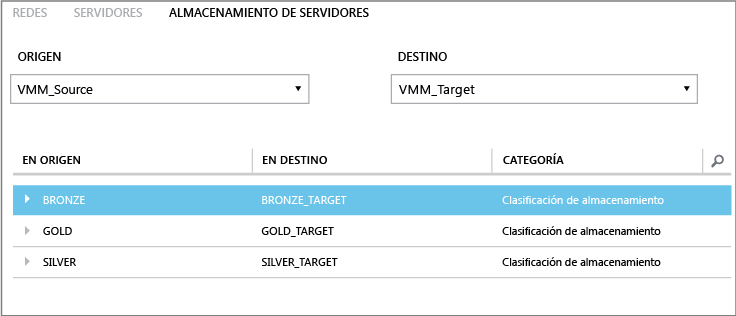 REDES SERVIDORES ALMACENAMIENTO DE SERVIDORES
ORIGEN DESTINO
VMM_Source VMM_Target
EN ORIGEN EN DESTINO CATEGORÍA
BRONZE BRONZE_TARGET Clasificación de almacenamiento
GOLD GOLD_TARGET Clasificación de almacenamiento
SILVER SILVER_TARGET Clasificación de almacenamiento